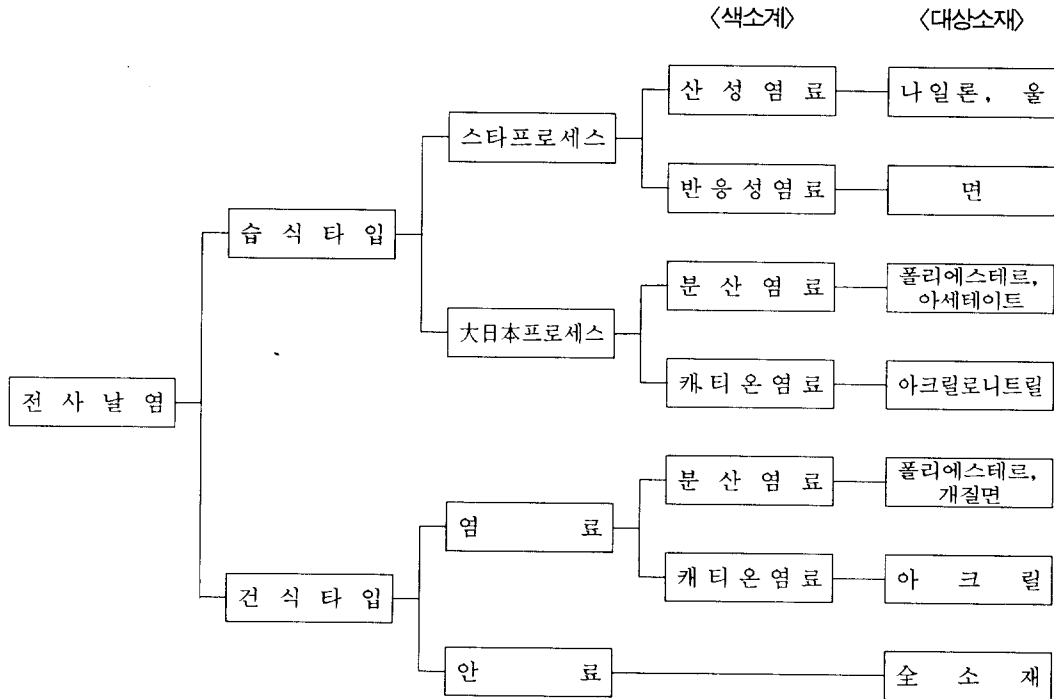 〈색소계〉 〈대상소재〉
산성염료 나일론, 울
스타프로세스
반응성염료 면
습식타입
분산염료 폴리에스테르,
아세테이트
大日本프로세스
캐티온염료 아크릴로니트릴
전사날염
분산염료 폴리에스테르,
개질면
염료
캐티온염료 아크릴
건식타입
안료 全소재